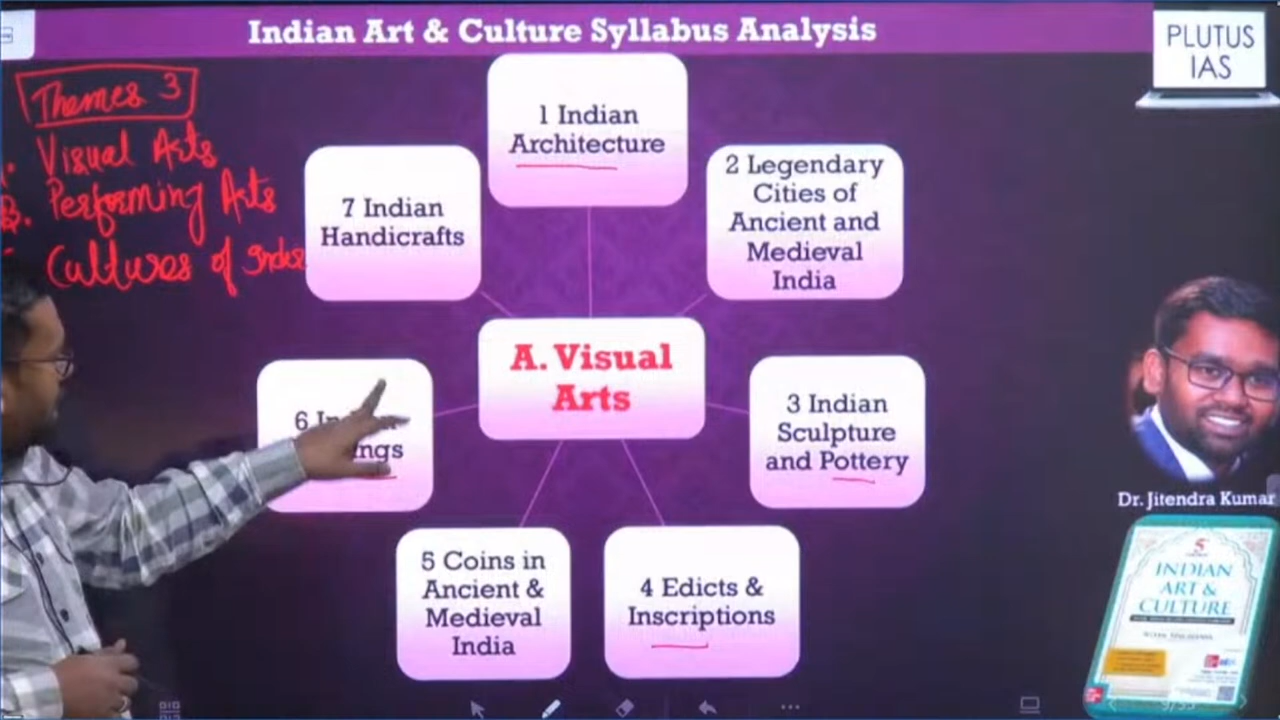 Indian Art & Culture Syllabus Analysis
PLUTUS
IAS
Themes 3
Visual Arts
B. Performing Arts
Cultures of
1 Indian
Architecture
2 Legendary
Cities of
Ancient and
Medieval
India
3 Indian
Sculpture
and Pottery
4 Edicts &
Inscriptions
5 Coins in
Ancient &
Medieval
India
6
7 Indian
Handicrafts
A. Visual
Arts
Dr. Jitendra Kumar
5
INDIAN
ART &
CULTURE